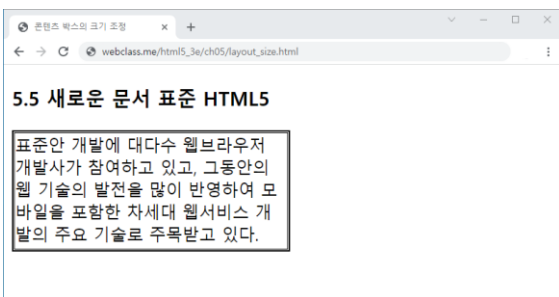 콘텐츠 박스의 크기 조정
webclass.me/html5_3e/ch05/layout_size.html
5.5 새로운 문서 표준 HTML5
표준안 개발에 대다수 웹브라우저
개발사가 참여하고 있고, 그동안의
웹 기술의 발전을 많이 반영하여 모
바일을 포함한 차세대 웹서비스 개
발의 주요 기술로 주목받고 있다.